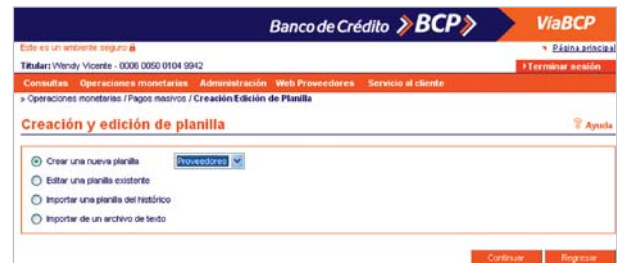 Banco de Crédito BCP
VíaBCP
Este es un ambiente seguro
Página principal
Titular: Wendy Vicente - 0006 0050 0104 9942
Terminar sesión
Consultas Operaciones monetarias Administración Web Proveedores Servicio al cliente
» Operaciones monetarias / Pagos masivos / Creación/Edición de Planilla
Creación y edición de planilla
Ayuda
Crear una nueva planilla Proveedores
Editar una planilla existente
Importar una planilla del histórico
Importar de un archivo de texto
Continuar Regresar